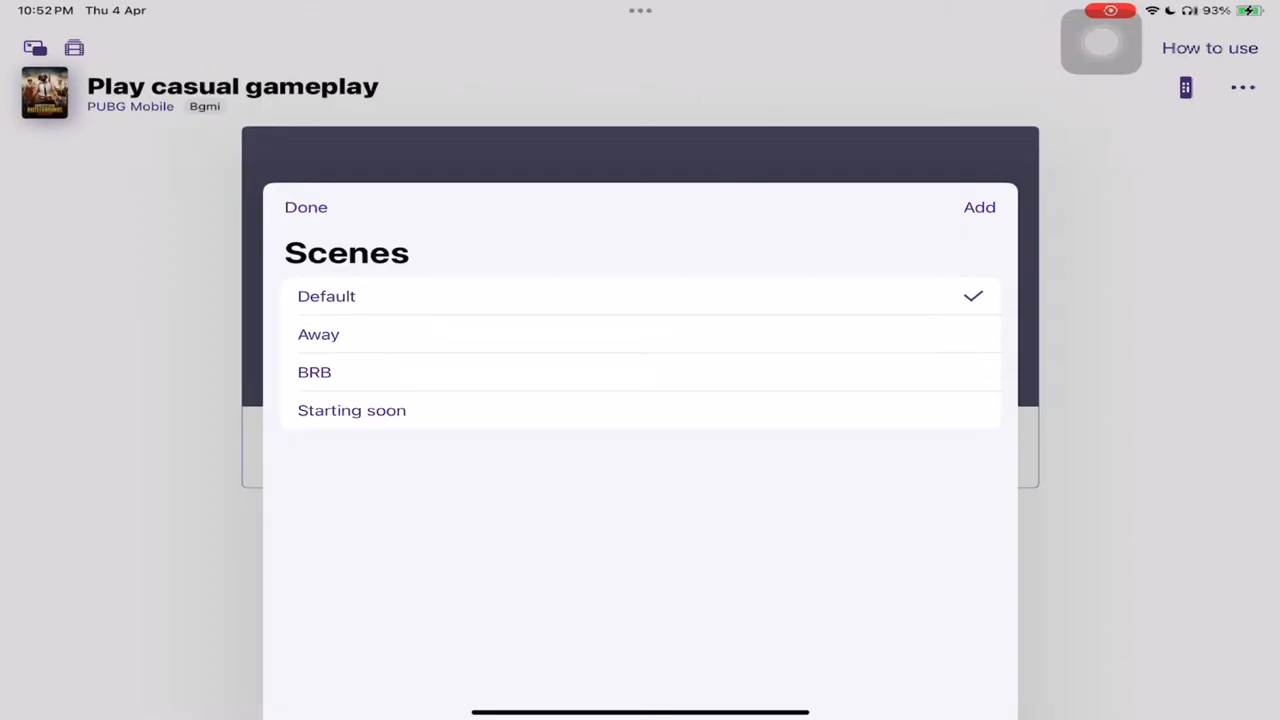 10:52 PM Thu 4 Apr
93%
How to use
Play casual gameplay
PUBG Mobile Bgmi
Done
Add
Scenes
Default
Away
BRB
Starting soon